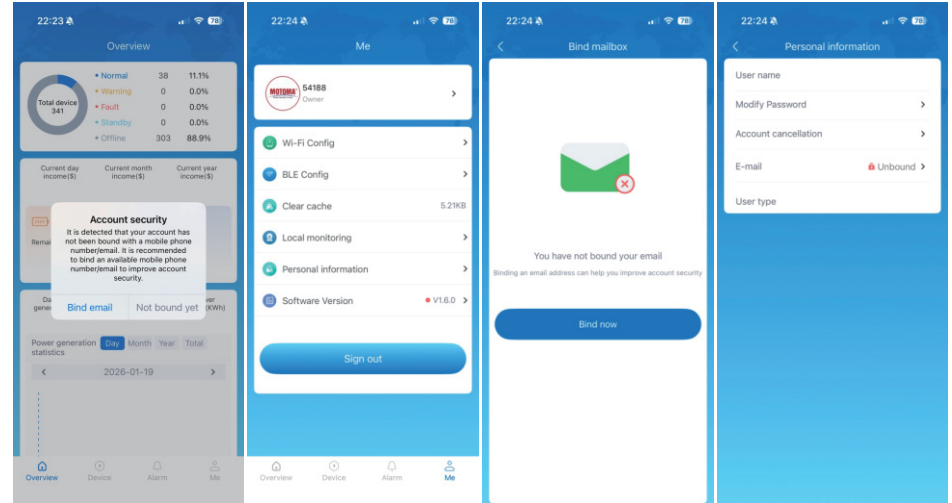 22:23
78
Overview
Total device
341
Normal 38 11.1%
Warning 0 0.0%
Fault 0 0.0%
Standby 0 0.0%
Offline 303 88.9%
Current day
income($)
Current month
income($)
Current year
income($)
Account security
It is detected that your account has
not been bound with a mobile phone
number/email. It is recommended
to bind an available mobile phone
number/email to improve account
security.
Bind email
Not bound yet
Power generation
statistics
Day Month Year Total
< 2026-01-19 >
Overview Device Alarm Me
22:24
78
Me
MOTOMA
54188
Owner
Wi-Fi Config
BLE Config
Clear cache 5.21KB
Local monitoring
Personal information
Software Version V1.6.0
Sign out
Overview Device Alarm Me
22:24
78
Bind mailbox
You have not bound your email
Binding an email address can help you improve account security
Bind now
22:24
78
Personal information
User name
Modify Password
Account cancellation
E-mail Unbound
User type